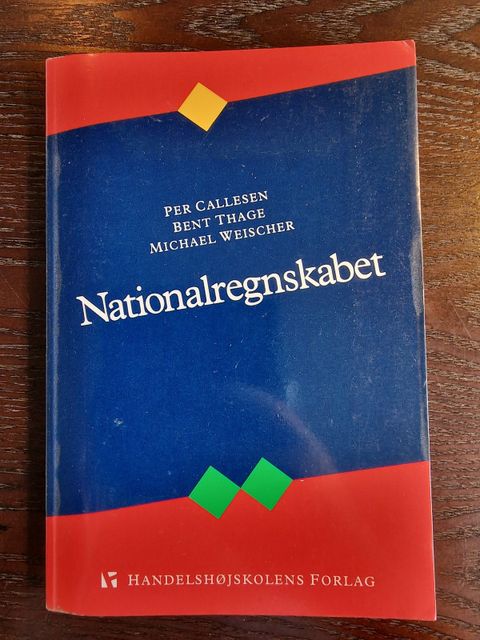 PER CALLESEN
BENT THAGE
MICHAEL WEISCHER
Nationalregnskabet
HANDELSHØJSKOLENS FORLAG